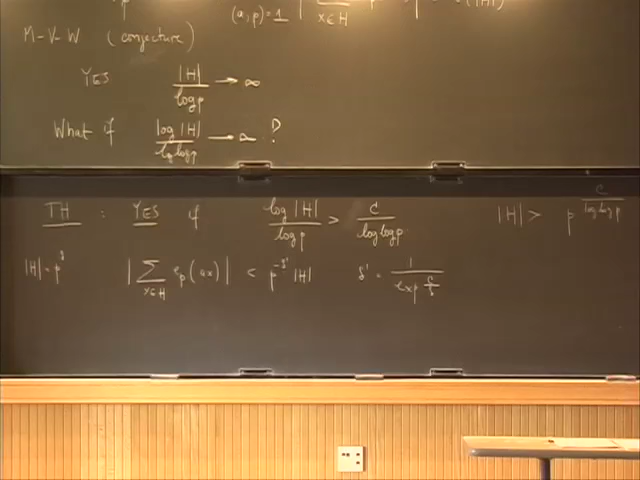 (a,p)=1 | ∑_{x∈H}
M-V-W (conjecture)
YES |H|/log p → ∞
What if log|H|/log log p → ∞ ?
TH : YES if log|H|/log p > C/log log p |H| > p^{C/log log p}
|H| = p^δ | ∑_{x∈H} e_p(ax) | < p^{-δ'} |H| δ' = 1/exp C/δ